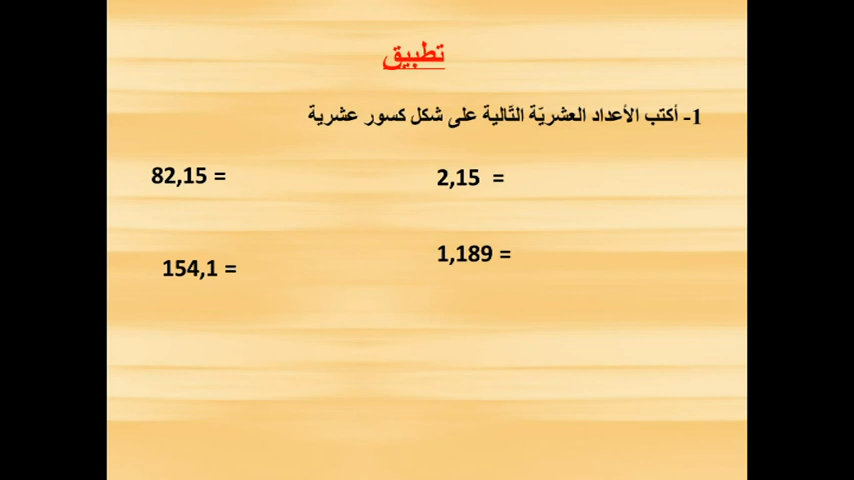 تطبيق
1- أكتب الأعداد العشريّة التّالية على شكل كسور عشرية
2,15 =
82,15 =
1,189 =
154,1 =